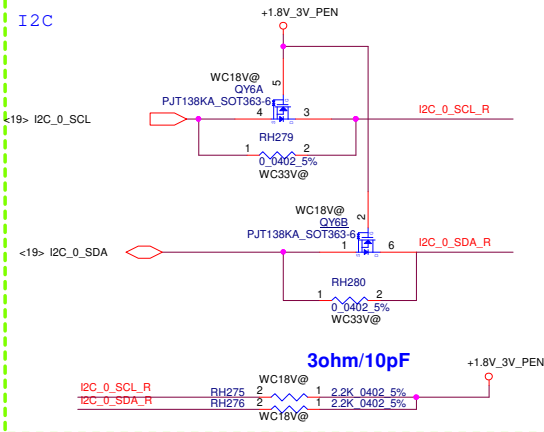 I2C
+1.8V_3V_PEN
WC18V@
QY6A
PJT138KA_SOT363-6
5
4
3
<19> I2C_0_SCL
I2C_0_SCL_R
RH279
1
2
0_0402_5%
WC33V@
WC18V@
QY6B
PJT138KA_SOT363-6
2
1
6
<19> I2C_0_SDA
I2C_0_SDA_R
RH280
1
2
0_0402_5%
WC33V@
3ohm/10pF
+1.8V_3V_PEN
WC18V@
I2C_0_SCL_R
RH275
2
1
2.2K_0402_5%
I2C_0_SDA_R
RH276
2
1
2.2K_0402_5%
WC18V@